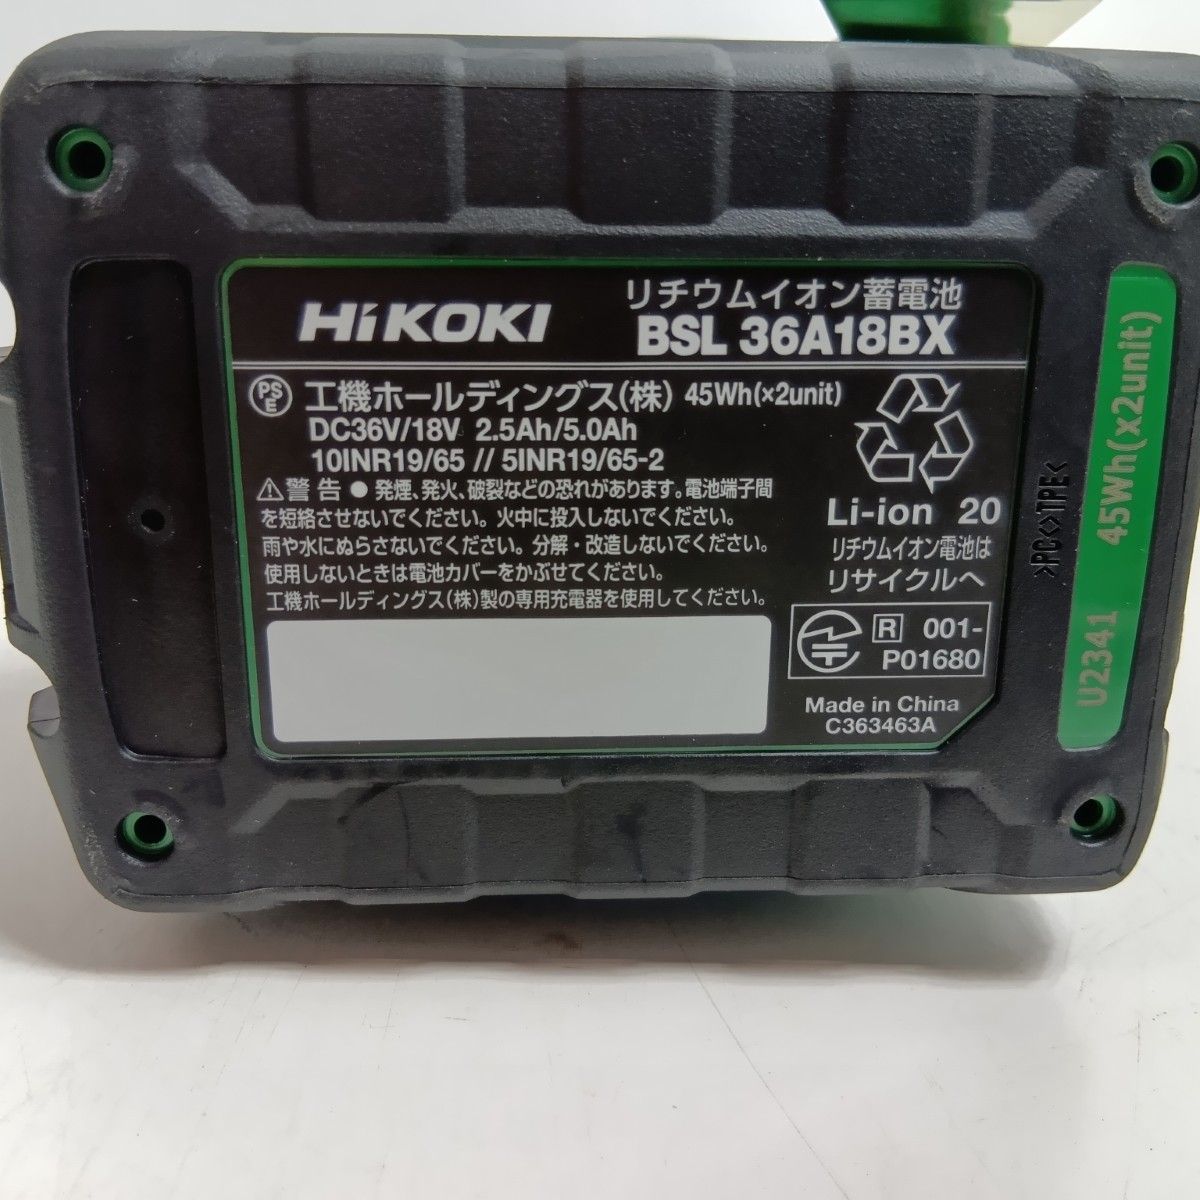 HiKOKI
リチウムイオン蓄電池
BSL 36A18BX
PSE 工機ホールディングス(株) 45Wh(×2unit)
DC36V/18V 2.5Ah/5.0Ah
10INR19/65 // 5INR19/65-2
警告 ● 発煙、発火、破裂などの恐れがあります。電池端子間
を短絡させないでください。火中に投入しないでください。
雨や水にぬらさないでください。分解・改造しないでください。
使用しないときは電池カバーをかぶせてください。
工機ホールディングス(株)製の専用充電器を使用してください。
Li-ion 20
リチウムイオン電池は
リサイクルへ
R 001-
P01680
Made in China
C363463A
>PC<>TPE<
U2341 45Wh(x2unit)